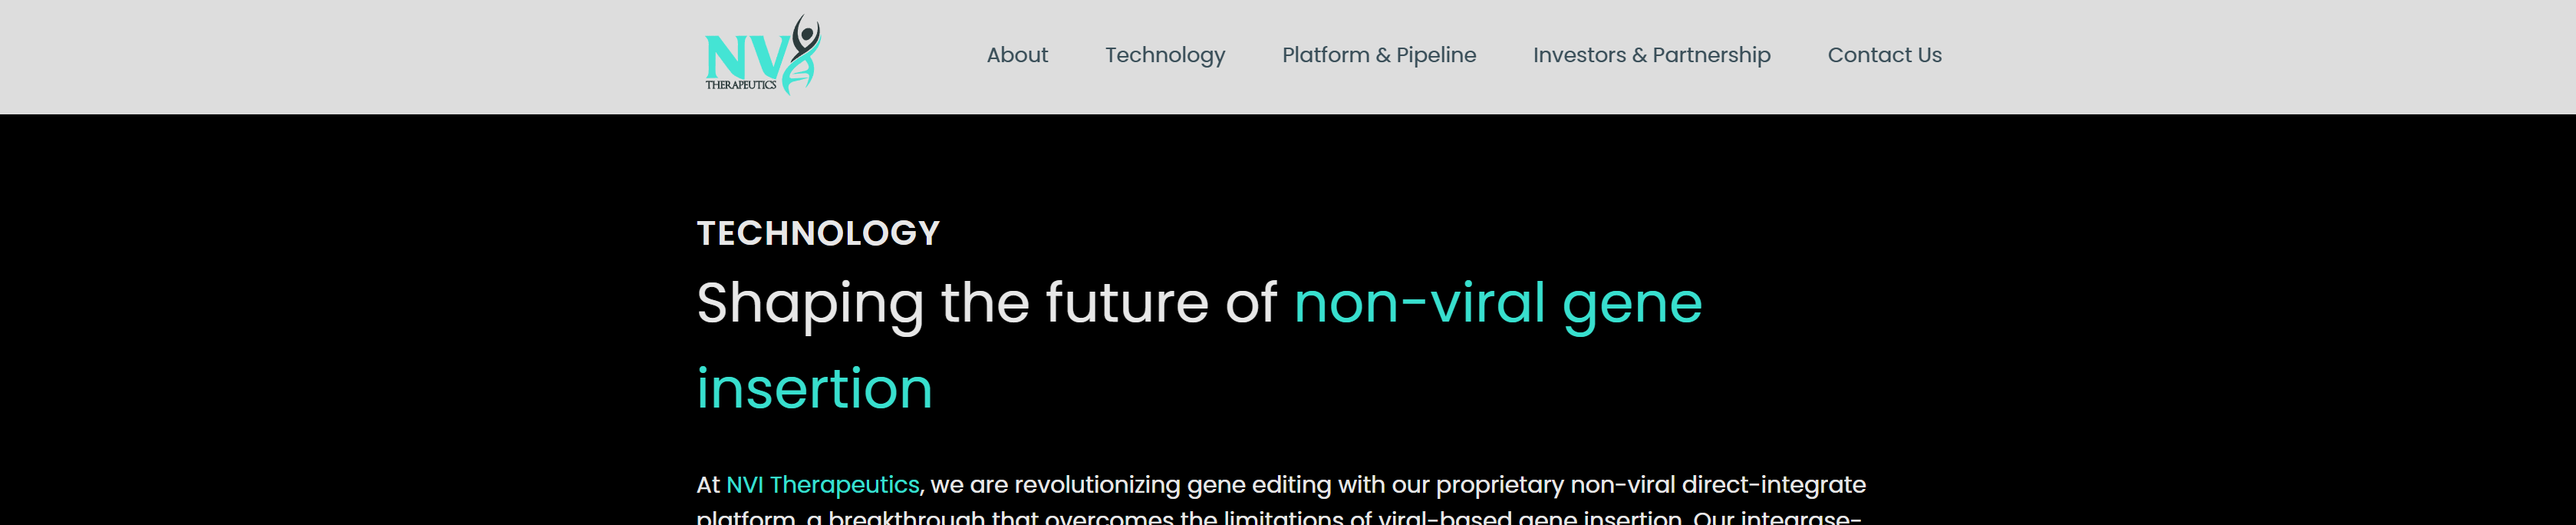 NVI
THERAPEUTICS
About
Technology
Platform & Pipeline
Investors & Partnership
Contact Us
TECHNOLOGY
Shaping the future of non-viral gene
insertion
At NVI Therapeutics, we are revolutionizing gene editing with our proprietary non-viral direct-integrate
platform, a breakthrough that overcomes the limitations of viral-based gene insertion. Our integrase-